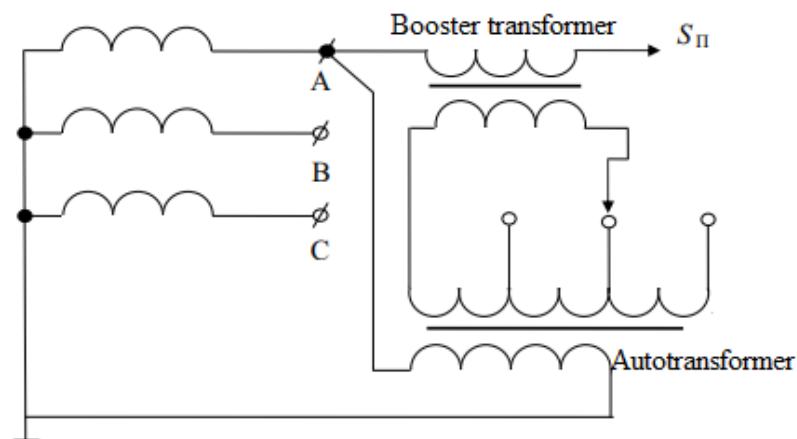 Booster transformer
S_П
A
B
C
Autotransformer